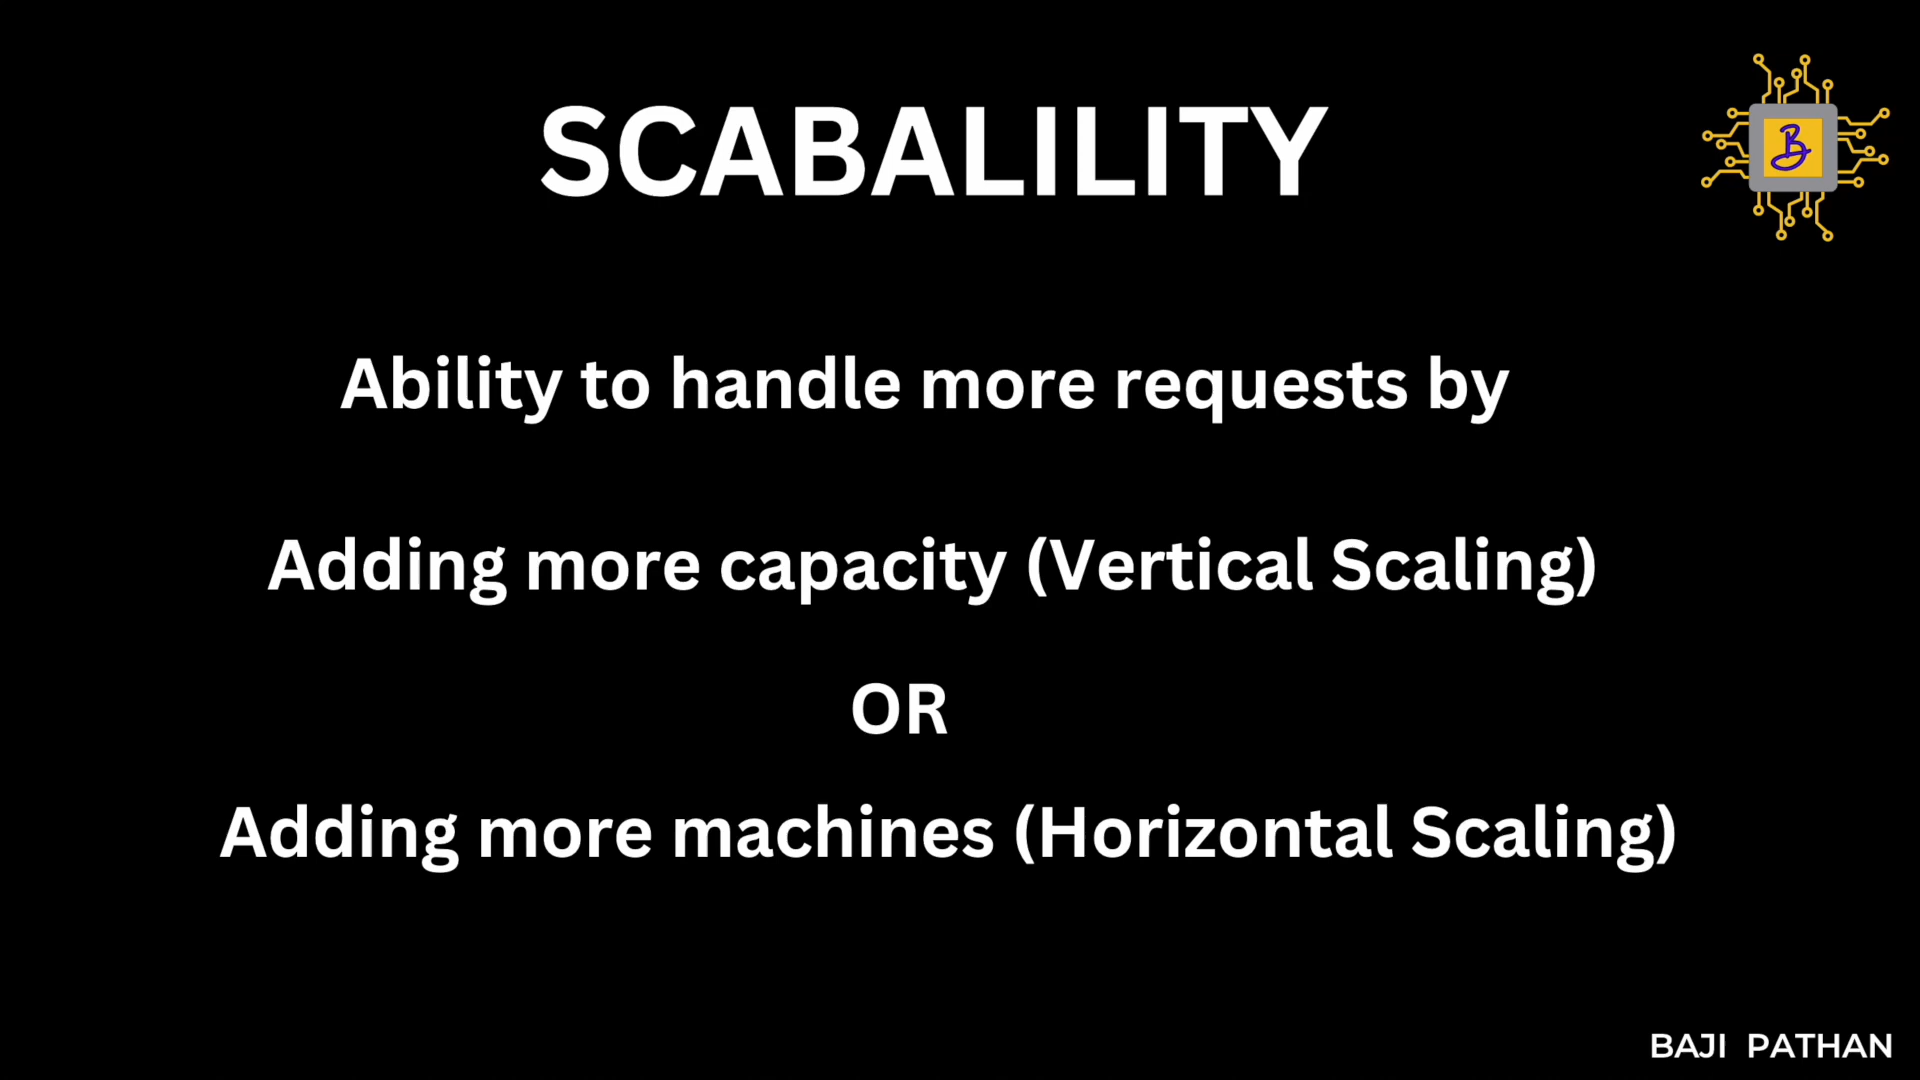 SCABALILITY
B
Ability to handle more requests by
Adding more capacity (Vertical Scaling)
OR
Adding more machines (Horizontal Scaling)
BAJI PATHAN